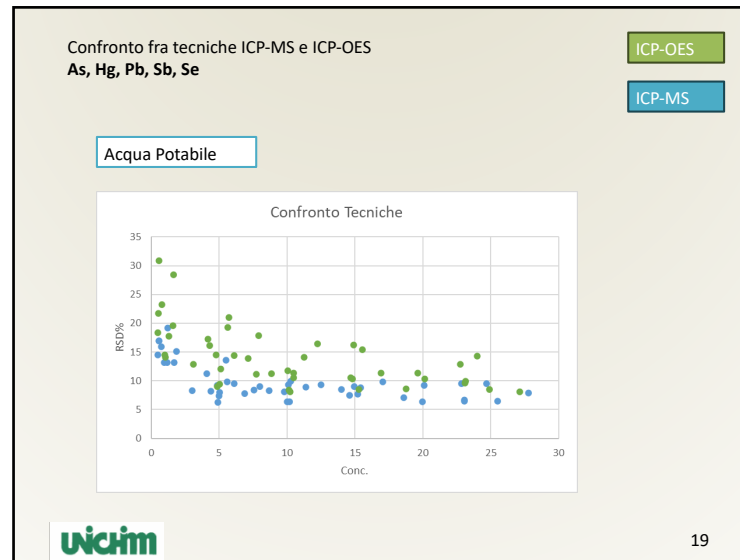 Confronto fra tecniche ICP-MS e ICP-OES
As, Hg, Pb, Sb, Se
ICP-OES
ICP-MS
Acqua Potabile
Confronto Tecniche
35
30
25
20
15
10
5
0
RSD%
0 5 10 15 20 25 30
Conc.
UNICHIM
19